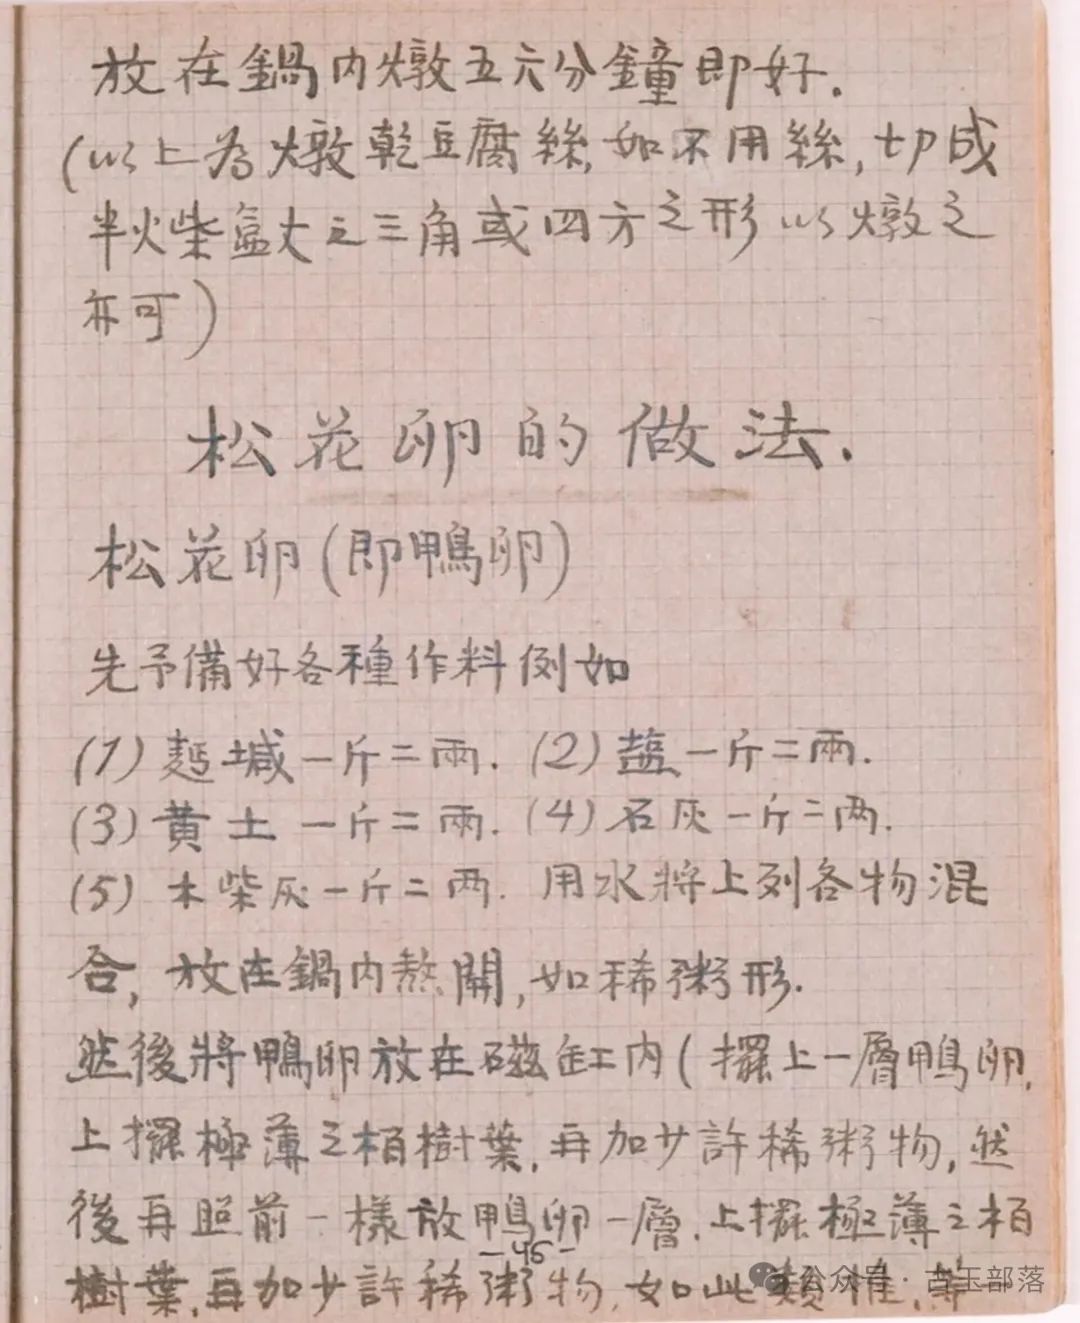 放在鍋内燉五六分鐘即好.
(以上為燉乾豆腐絲,如不用絲,切成
半火柴盒大之三角或四方之形以燉之
亦可)
松花卵的做法.
松花卵(即鴨卵)
先予備好各種作料例如
(1) 麵堿一斤二兩. (2) 盐一斤二兩.
(3) 黄土一斤二兩. (4) 石灰一斤二两.
(5) 木柴灰一斤二两. 用水將上列各物混
合, 放在鍋内熬開,如稀粥形.
然後將鴨卵放在磁缸内(擺上一層鴨卵,
上擺極薄之柏樹葉,再加少許稀粥物,然
後再照前一樣放鴨卵一層.上擺極薄之柏
-46-
樹葉,再加少許稀粥物,如此類推,等
公众号·古玉部落